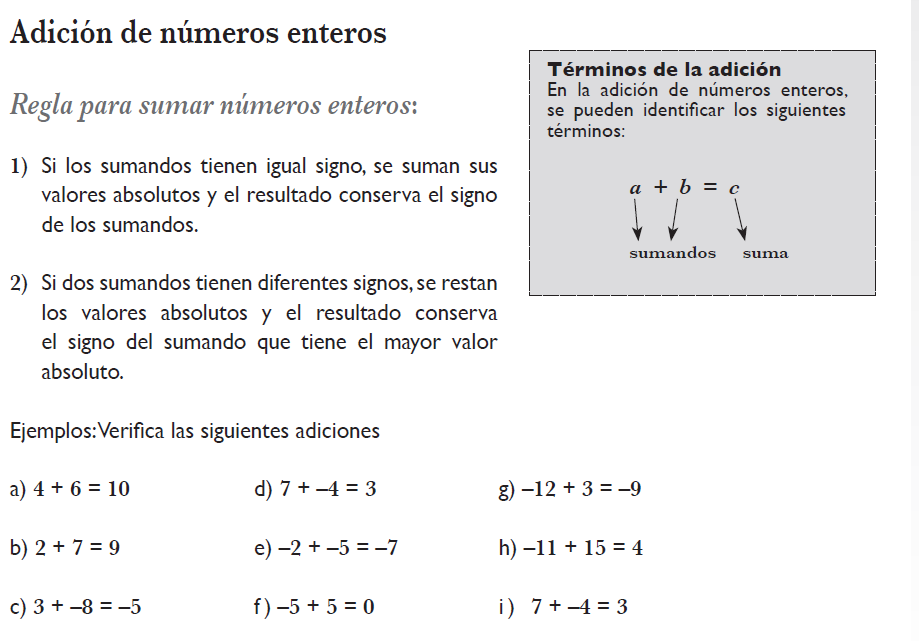 Adición de números enteros
Regla para sumar números enteros:
1) Si los sumandos tienen igual signo, se suman sus
valores absolutos y el resultado conserva el signo
de los sumandos.
2) Si dos sumandos tienen diferentes signos, se restan
los valores absolutos y el resultado conserva
el signo del sumando que tiene el mayor valor
absoluto.
Términos de la adición
En la adición de números enteros,
se pueden identificar los siguientes
términos:
a + b = c
sumandos suma
Ejemplos: Verifica las siguientes adiciones
a) 4 + 6 = 10 d) 7 + –4 = 3 g) –12 + 3 = –9
b) 2 + 7 = 9 e) –2 + –5 = –7 h) –11 + 15 = 4
c) 3 + –8 = –5 f) –5 + 5 = 0 i) 7 + –4 = 3